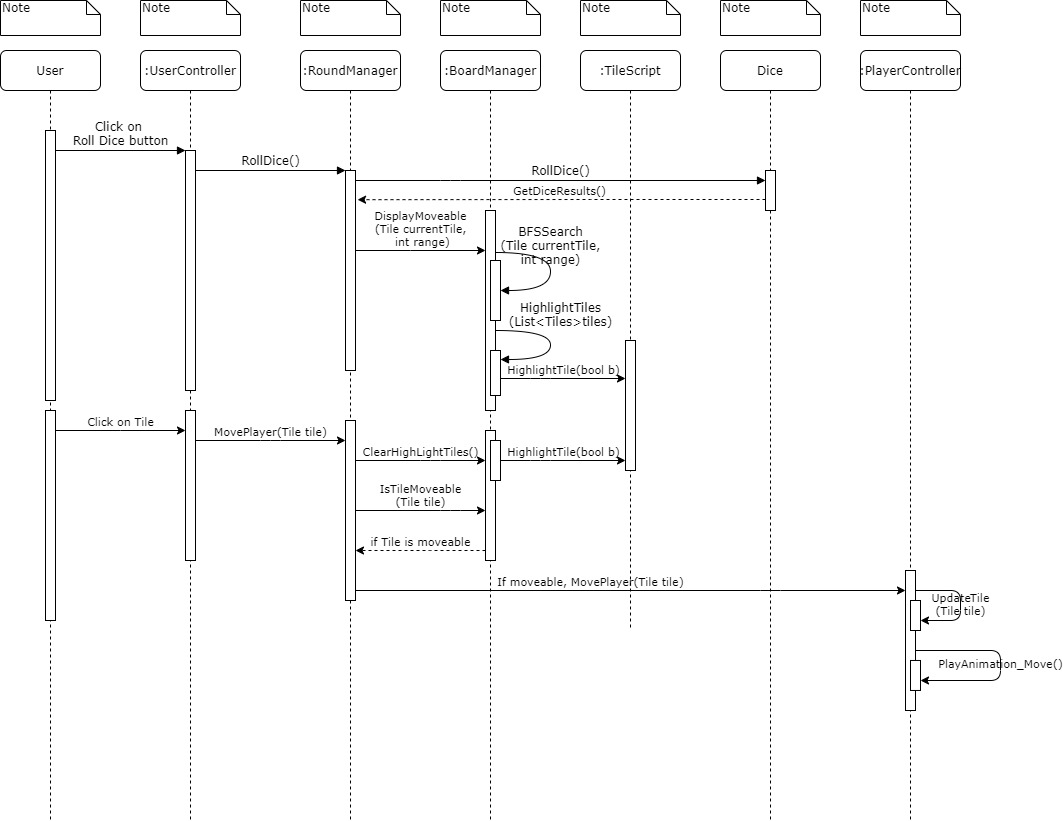 Note
Note
Note
Note
Note
Note
Note
User
:UserController
:RoundManager
:BoardManager
:TileScript
Dice
:PlayerController
Click on
Roll Dice button
RollDice()
RollDice()
GetDiceResults()
DisplayMoveable
(Tile currentTile,
int range)
BFSSearch
(Tile currentTile,
int range)
HighlightTiles
(List<Tiles>tiles)
HighlightTile(bool b)
Click on Tile
MovePlayer(Tile tile)
ClearHighLightTiles()
HighlightTile(bool b)
IsTileMoveable
(Tile tile)
if Tile is moveable
If moveable, MovePlayer(Tile tile)
UpdateTile
(Tile tile)
PlayAnimation_Move()